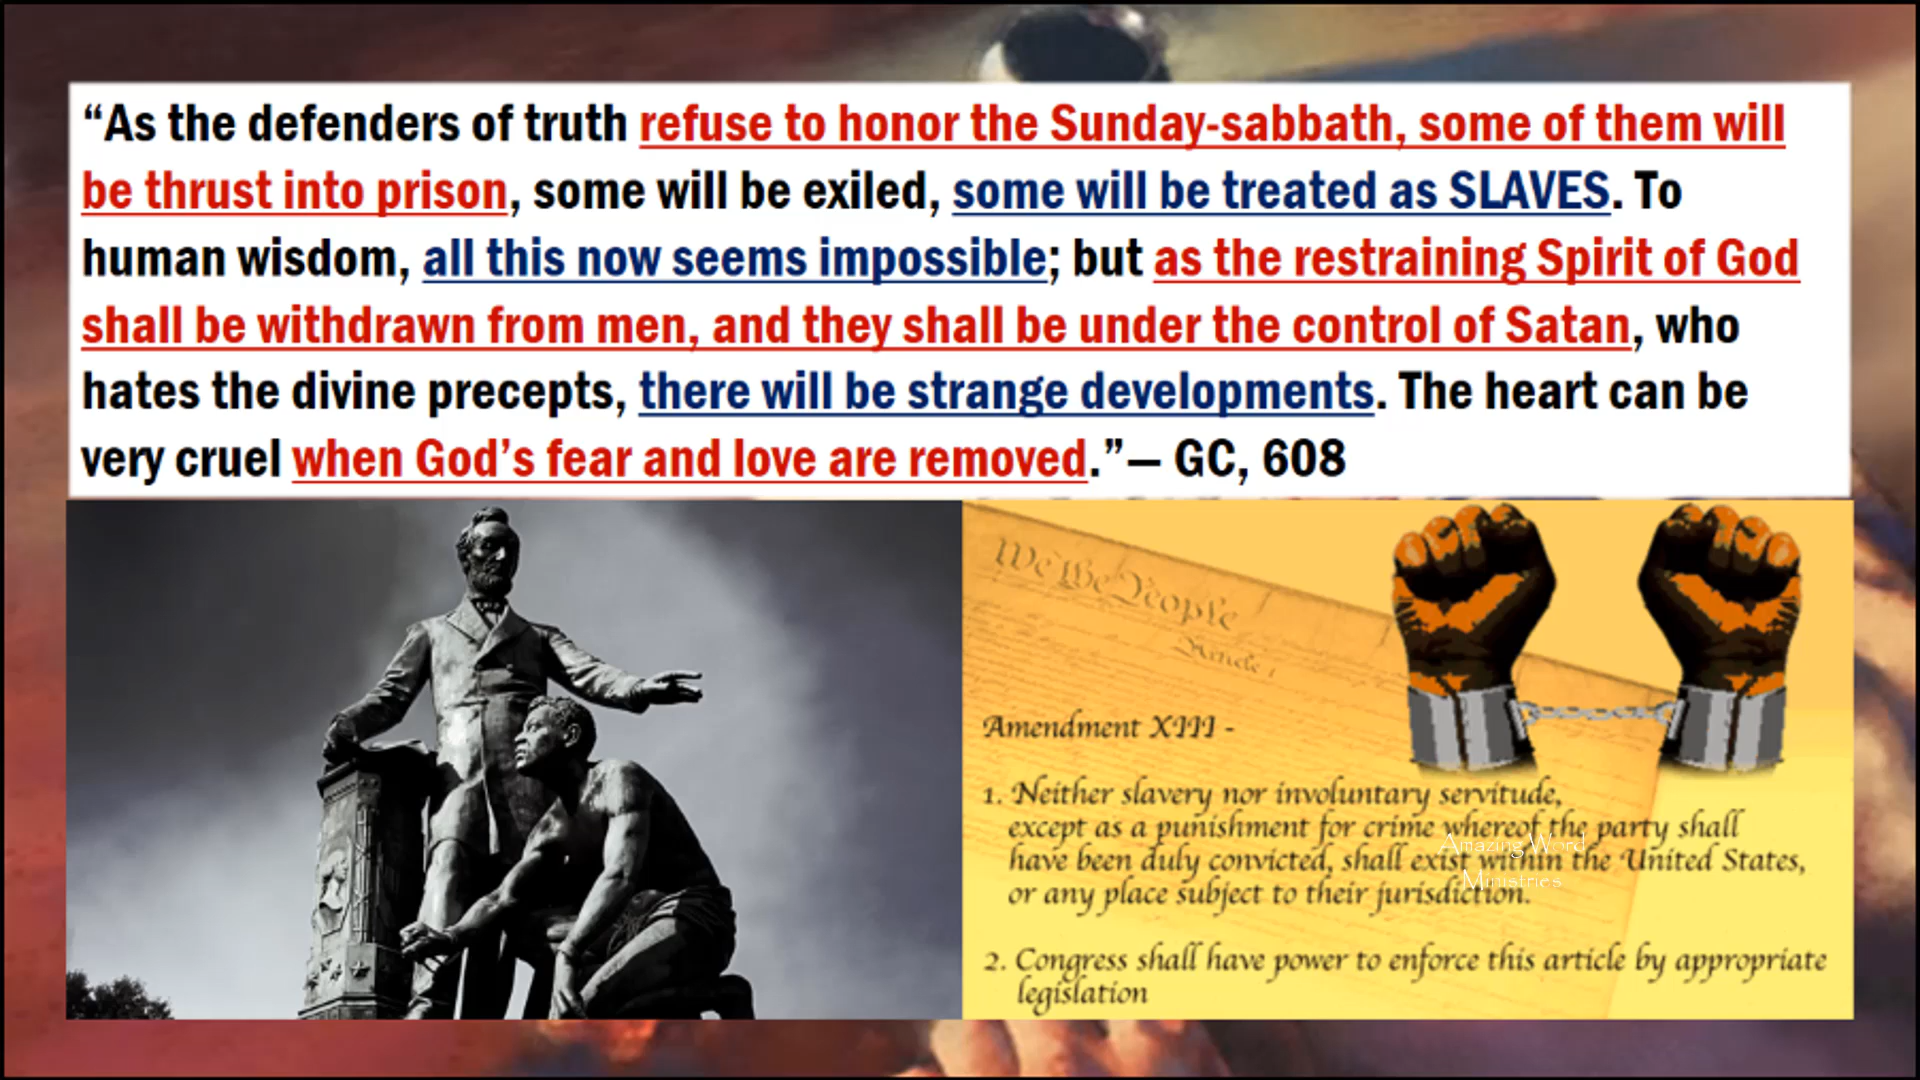 “As the defenders of truth refuse to honor the Sunday-sabbath, some of them will
be thrust into prison, some will be exiled, some will be treated as SLAVES. To
human wisdom, all this now seems impossible; but as the restraining Spirit of God
shall be withdrawn from men, and they shall be under the control of Satan, who
hates the divine precepts, there will be strange developments. The heart can be
very cruel when God’s fear and love are removed.”— GC, 608
We the People
Article 1
Amendment XIII -
1. Neither slavery nor involuntary servitude,
except as a punishment for crime whereof the party shall
have been duly convicted, shall exist within the United States,
or any place subject to their jurisdiction.
2. Congress shall have power to enforce this article by appropriate
legislation
Amazing Word
Ministries